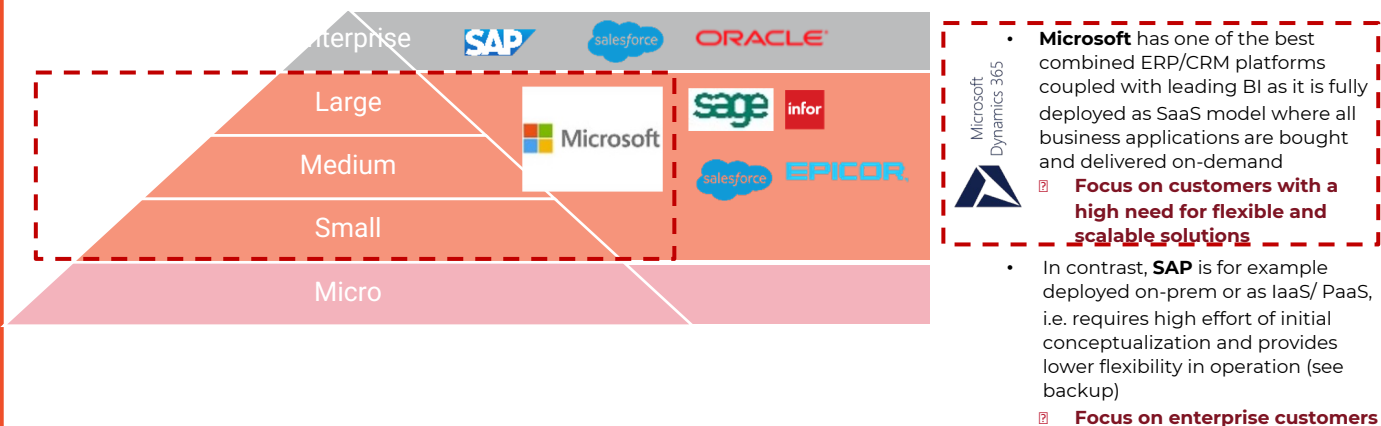 nterprise
SAP
salesforce
ORACLE
Large
Medium
Small
Micro
Microsoft
sage
infor
salesforce
EPICOR
Microsoft
Dynamics 365
• Microsoft has one of the best
combined ERP/CRM platforms
coupled with leading BI as it is fully
deployed as SaaS model where all
business applications are bought
and delivered on-demand
Focus on customers with a
high need for flexible and
scalable solutions
• In contrast, SAP is for example
deployed on-prem or as IaaS/ PaaS,
i.e. requires high effort of initial
conceptualization and provides
lower flexibility in operation (see
backup)
Focus on enterprise customers